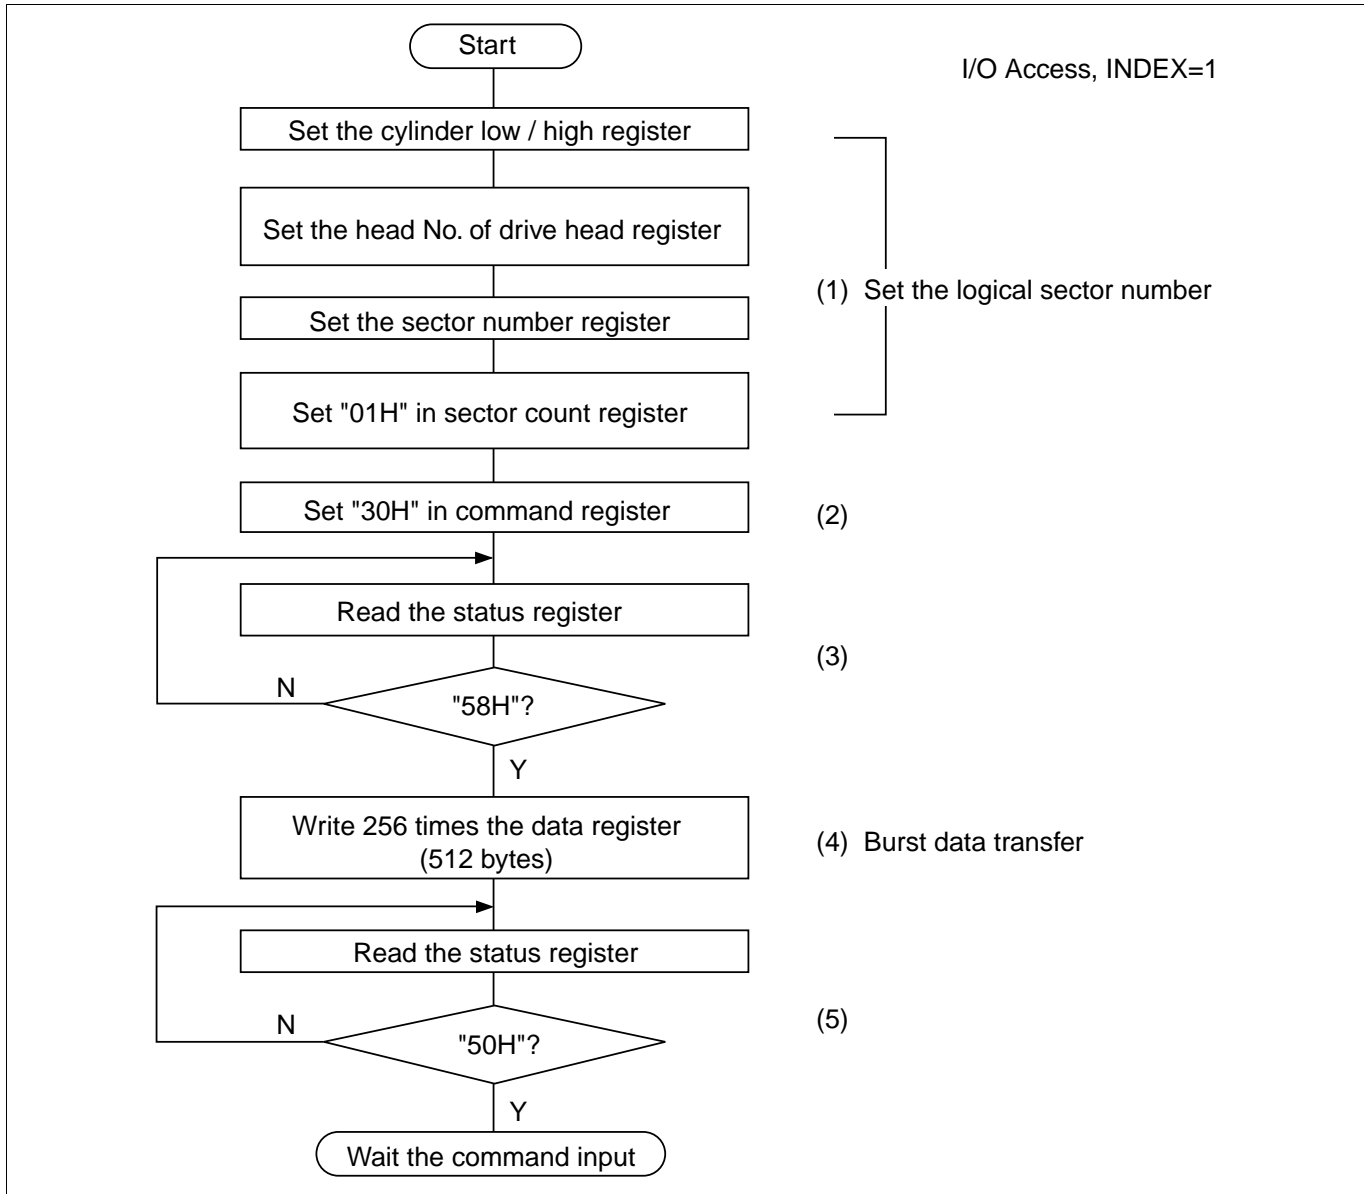 Start
I/O Access, INDEX=1
Set the cylinder low / high register
Set the head No. of drive head register
(1) Set the logical sector number
Set the sector number register
Set "01H" in sector count register
Set "30H" in command register
(2)
Read the status register
(3)
N
"58H"?
Y
Write 256 times the data register
(512 bytes)
(4) Burst data transfer
Read the status register
(5)
N
"50H"?
Y
Wait the command input